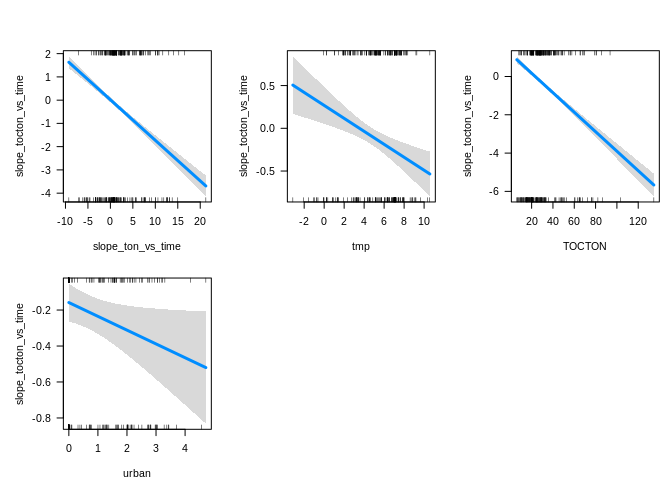 2
1
0
-1
-2
-3
-4
slope_tocton_vs_time
-10 -5 0 5 10 15 20
slope_ton_vs_time
0.5
0.0
-0.5
slope_tocton_vs_time
-2 0 2 4 6 8 10
tmp
0
-2
-4
-6
slope_tocton_vs_time
20 40 60 80 120
TOCTON
-0.2
-0.4
-0.6
-0.8
slope_tocton_vs_time
0 1 2 3 4
urban